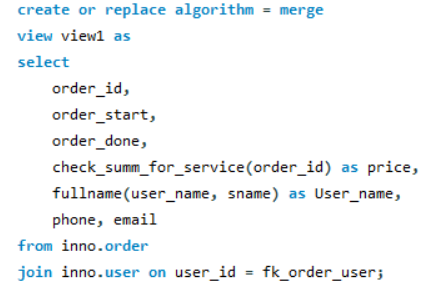 create or replace algorithm = merge
view view1 as
select
order_id,
order_start,
order_done,
check_summ_for_service(order_id) as price,
fullname(user_name, sname) as User_name,
phone, email
from inno.order
join inno.user on user_id = fk_order_user;